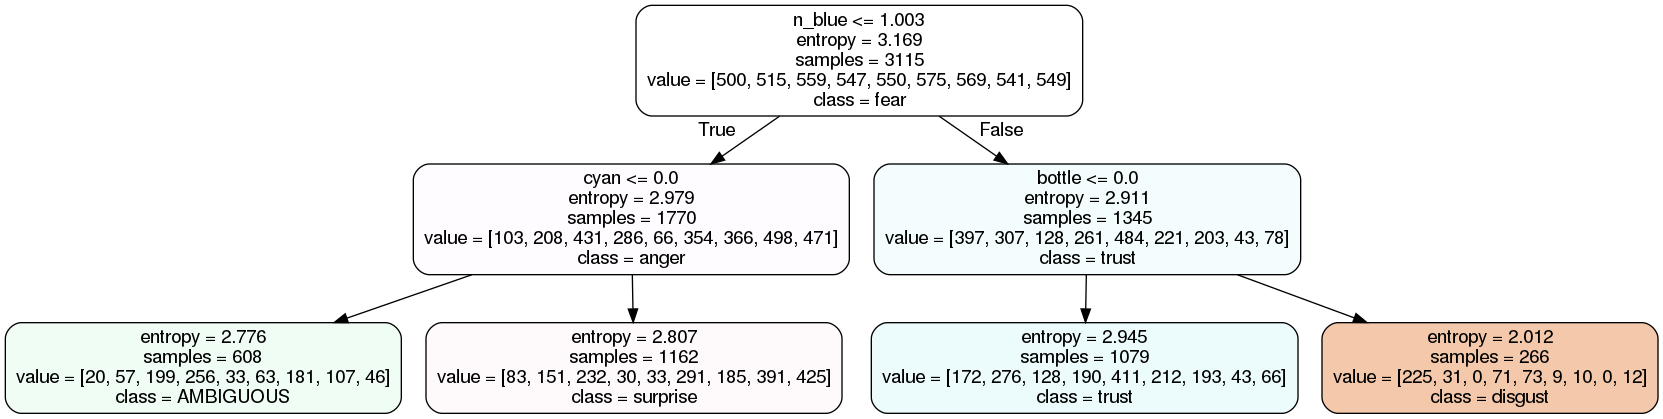 n_blue <= 1.003
entropy = 3.169
samples = 3115
value = [500, 515, 559, 547, 550, 575, 569, 541, 549]
class = fear
True
False
cyan <= 0.0
entropy = 2.979
samples = 1770
value = [103, 208, 431, 286, 66, 354, 366, 498, 471]
class = anger
bottle <= 0.0
entropy = 2.911
samples = 1345
value = [397, 307, 128, 261, 484, 221, 203, 43, 78]
class = trust
entropy = 2.776
samples = 608
value = [20, 57, 199, 256, 33, 63, 181, 107, 46]
class = AMBIGUOUS
entropy = 2.807
samples = 1162
value = [83, 151, 232, 30, 33, 291, 185, 391, 425]
class = surprise
entropy = 2.945
samples = 1079
value = [172, 276, 128, 190, 411, 212, 193, 43, 66]
class = trust
entropy = 2.012
samples = 266
value = [225, 31, 0, 71, 73, 9, 10, 0, 12]
class = disgust